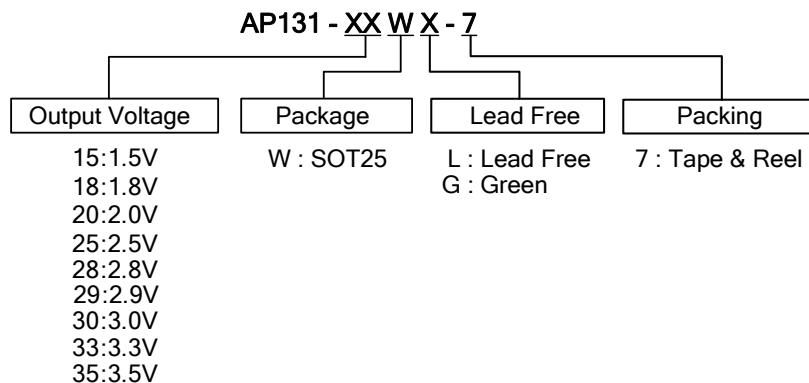 AP131 - XX W X - 7
Output Voltage
Package
Lead Free
Packing
15:1.5V
W : SOT25
L : Lead Free
7 : Tape & Reel
18:1.8V
G : Green
20:2.0V
25:2.5V
28:2.8V
29:2.9V
30:3.0V
33:3.3V
35:3.5V